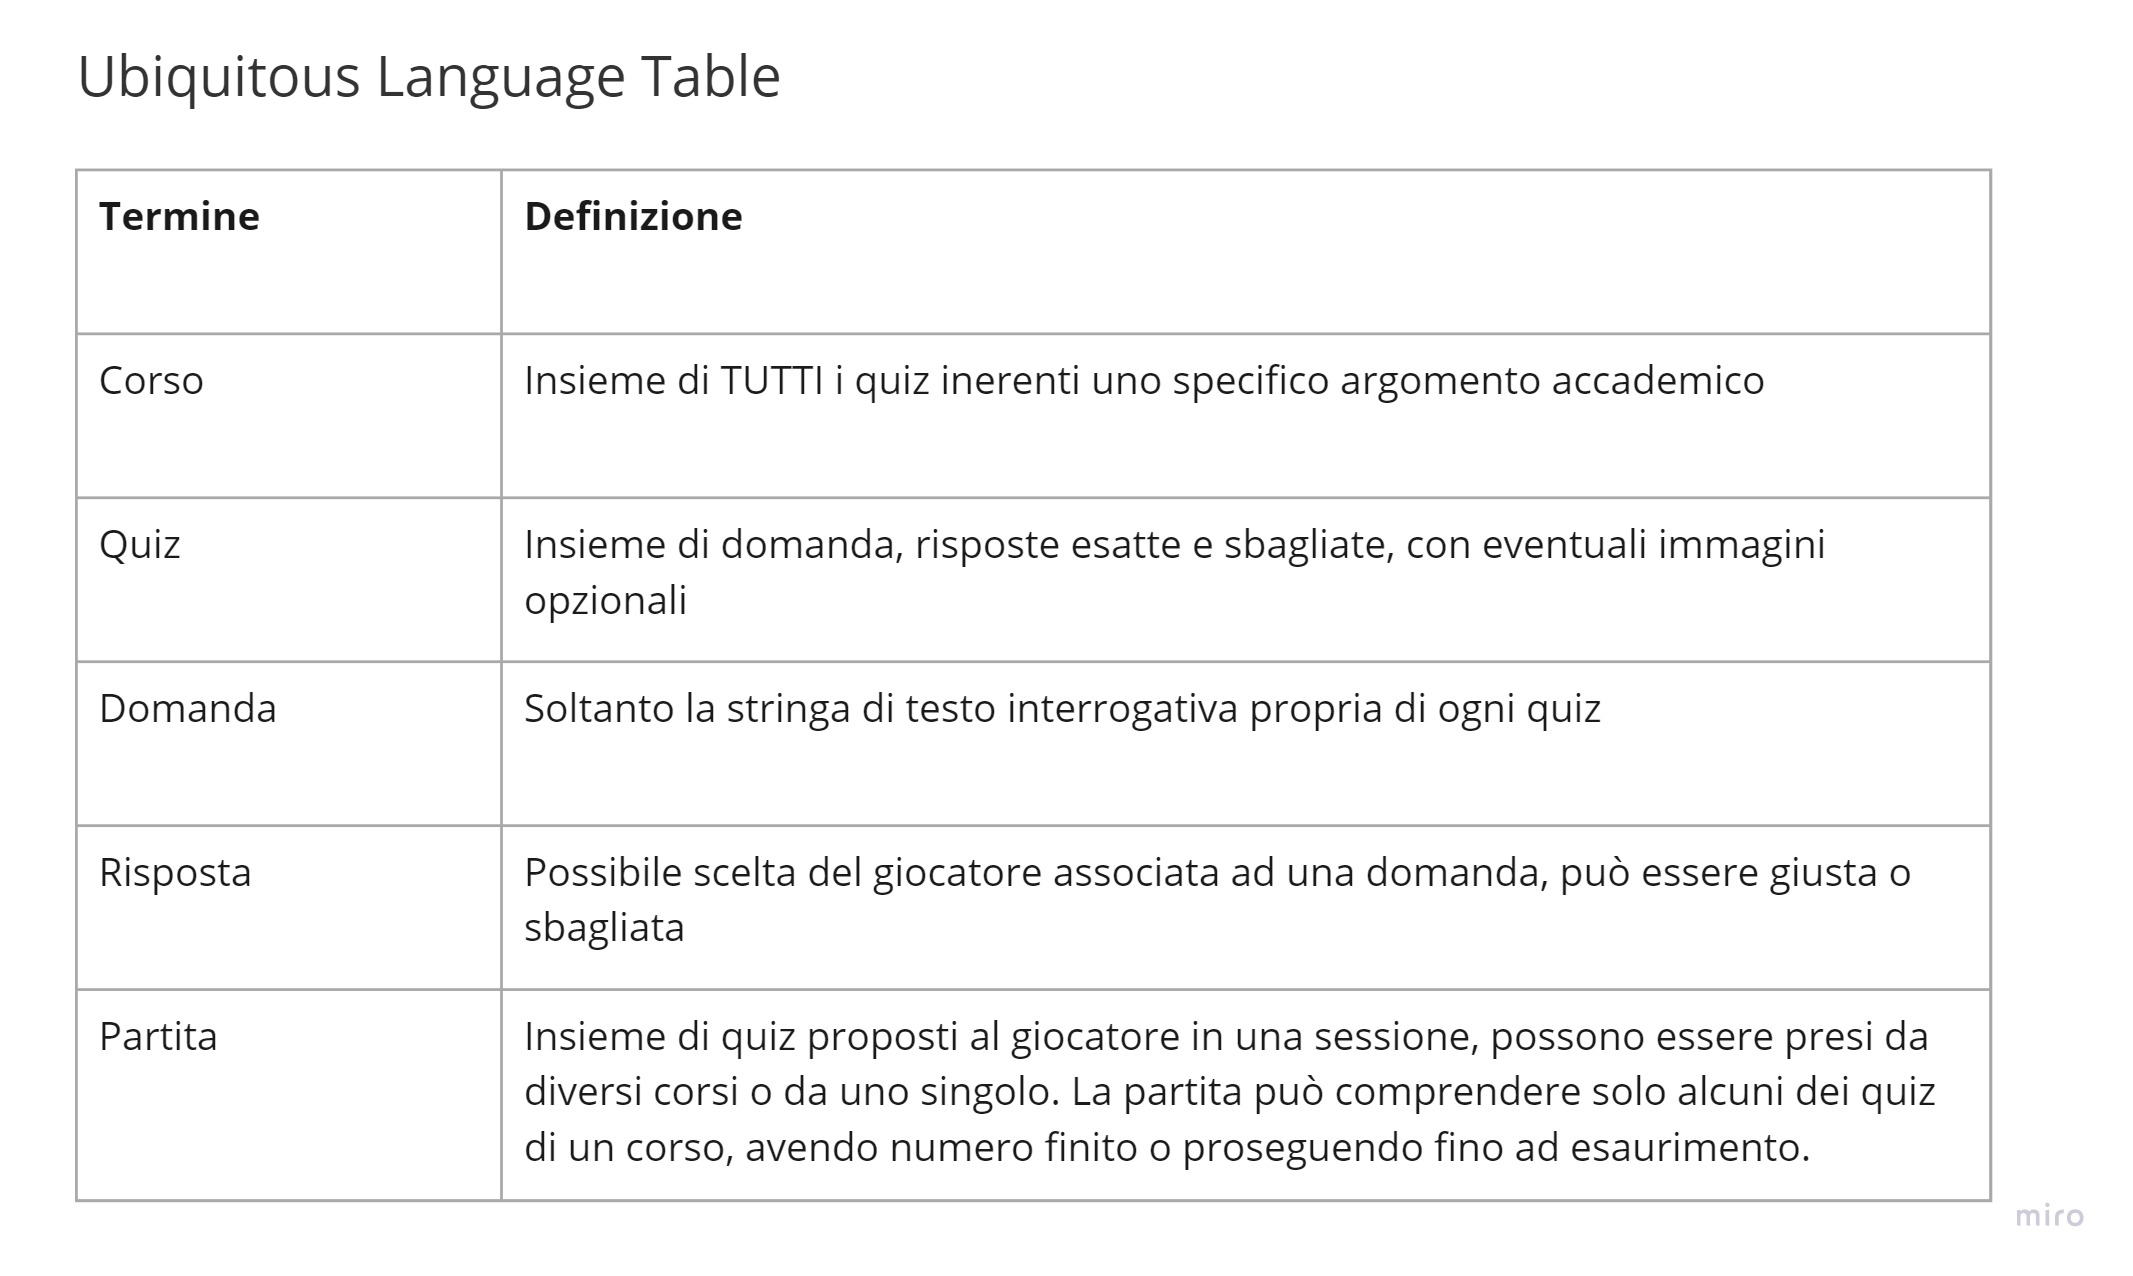 Ubiquitous Language Table
Termine
Definizione
Corso
Insieme di TUTTI i quiz inerenti uno specifico argomento accademico
Quiz
Insieme di domanda, risposte esatte e sbagliate, con eventuali immagini
opzionali
Domanda
Soltanto la stringa di testo interrogativa propria di ogni quiz
Risposta
Possibile scelta del giocatore associata ad una domanda, può essere giusta o
sbagliata
Partita
Insieme di quiz proposti al giocatore in una sessione, possono essere presi da
diversi corsi o da uno singolo. La partita può comprendere solo alcuni dei quiz
di un corso, avendo numero finito o proseguendo fino ad esaurimento.
miro